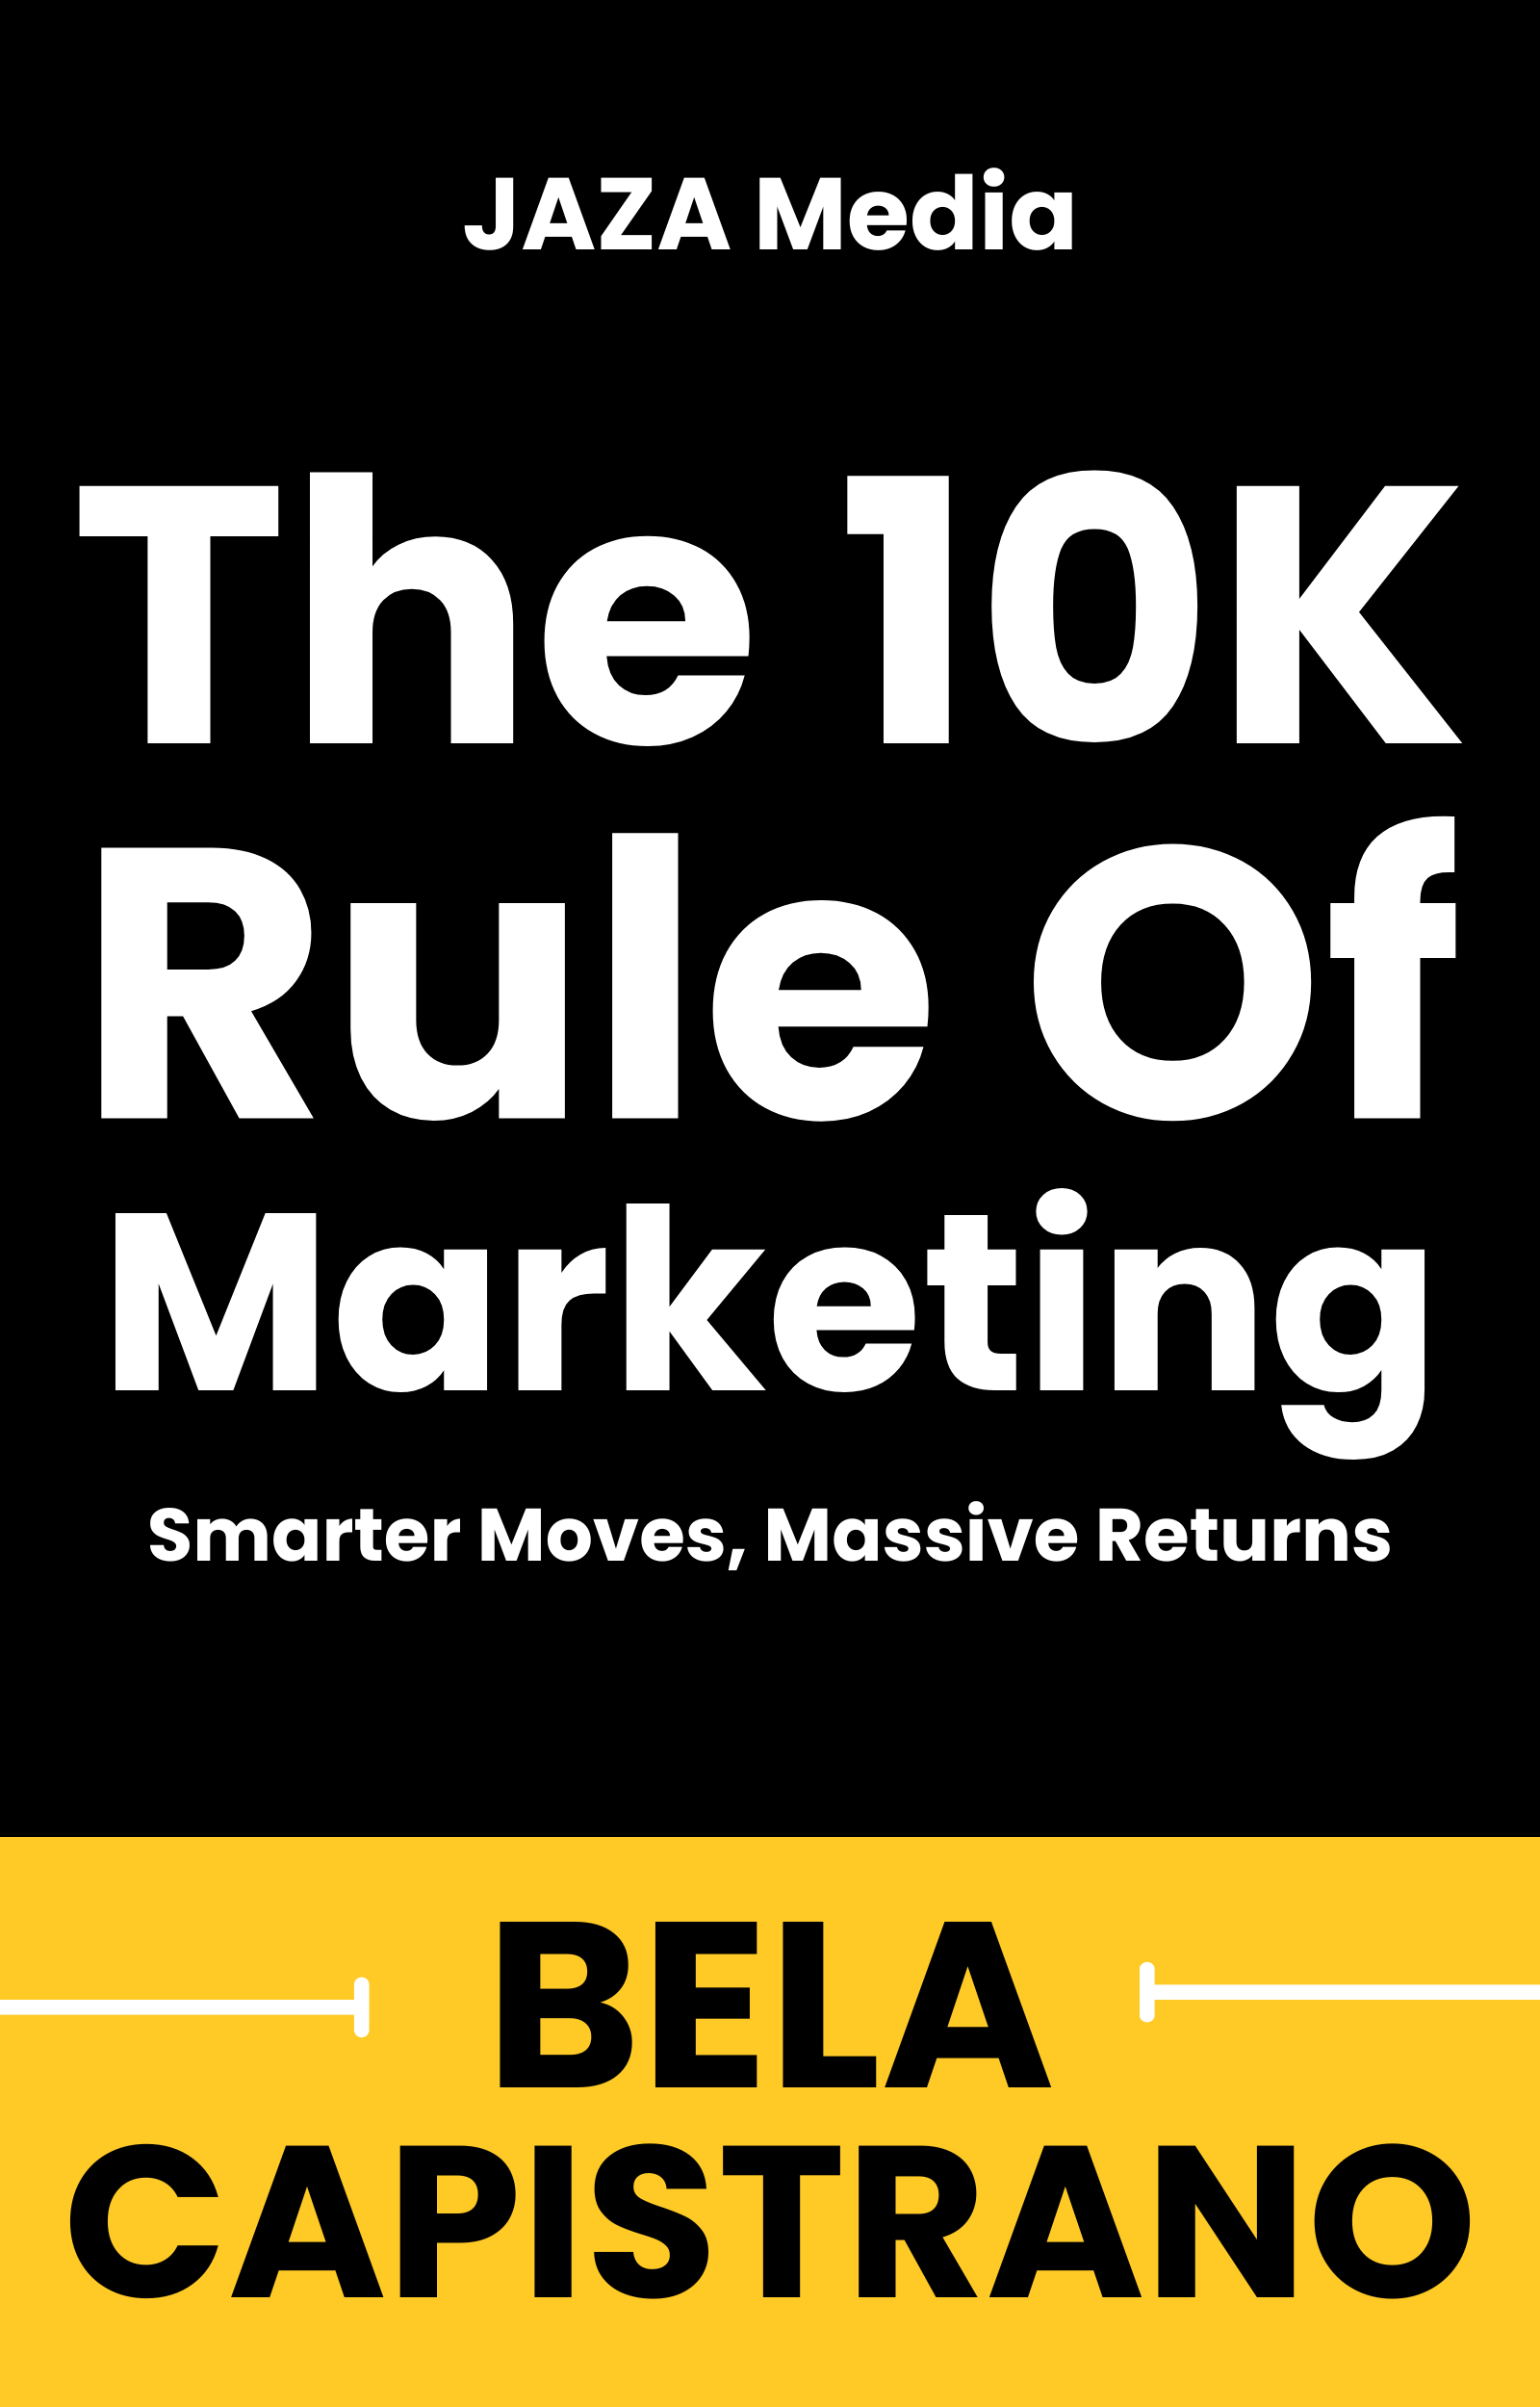 JAZA Media
The 10K
Rule Of
Marketing
Smarter Moves, Massive Returns
BELA
CAPISTRANO